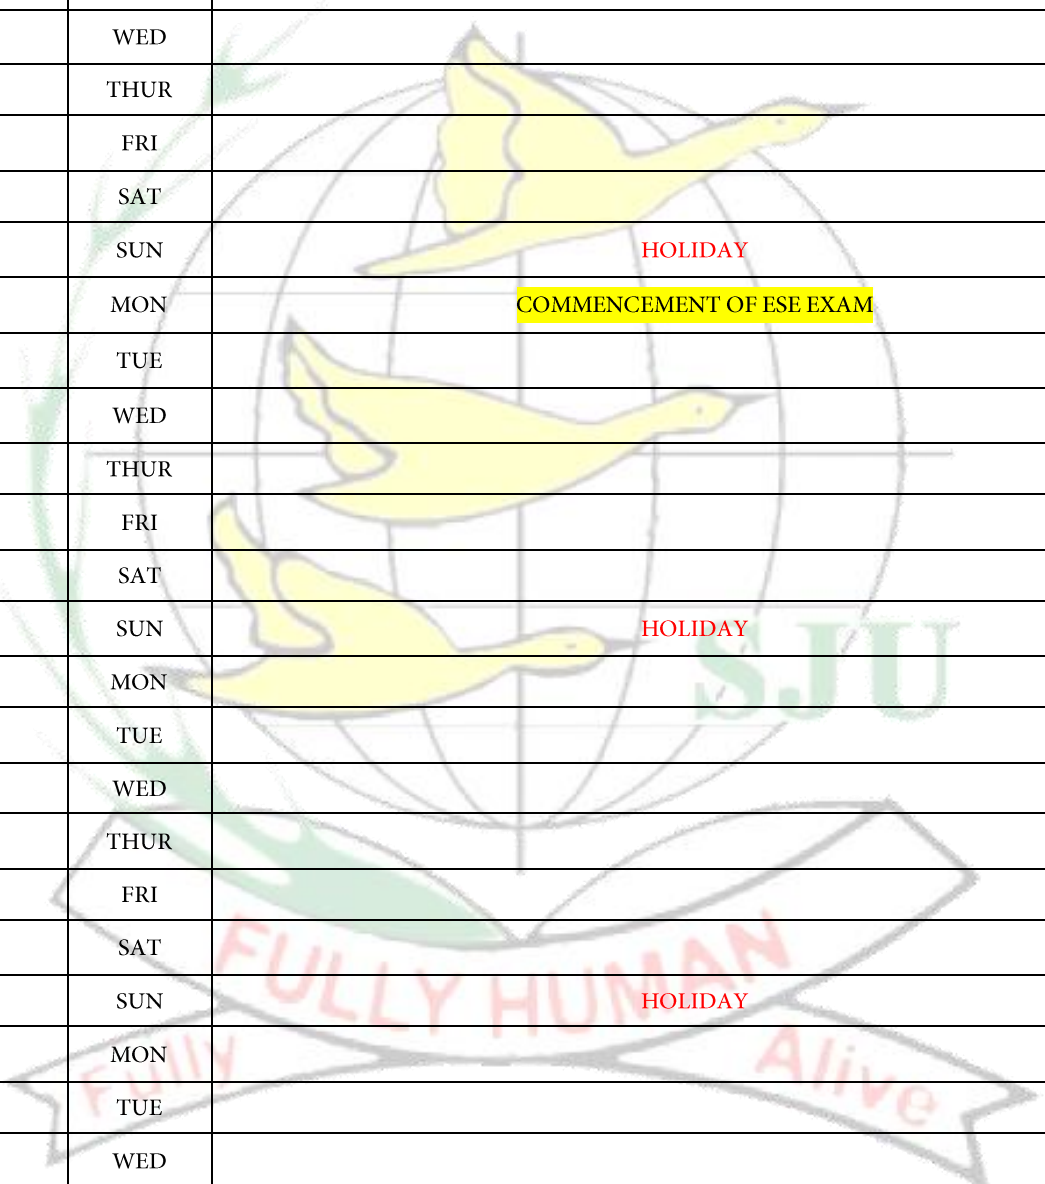 WED
THUR
FRI
SAT
SUN HOLIDAY
MON COMMENCEMENT OF ESE EXAM
TUE
WED
THUR
FRI
SAT
SUN HOLIDAY
SJU
MON
TUE
WED
THUR
FRI
SAT
FULLY HUMAN
SUN HOLIDAY
MON
Fully Alive
TUE
WED